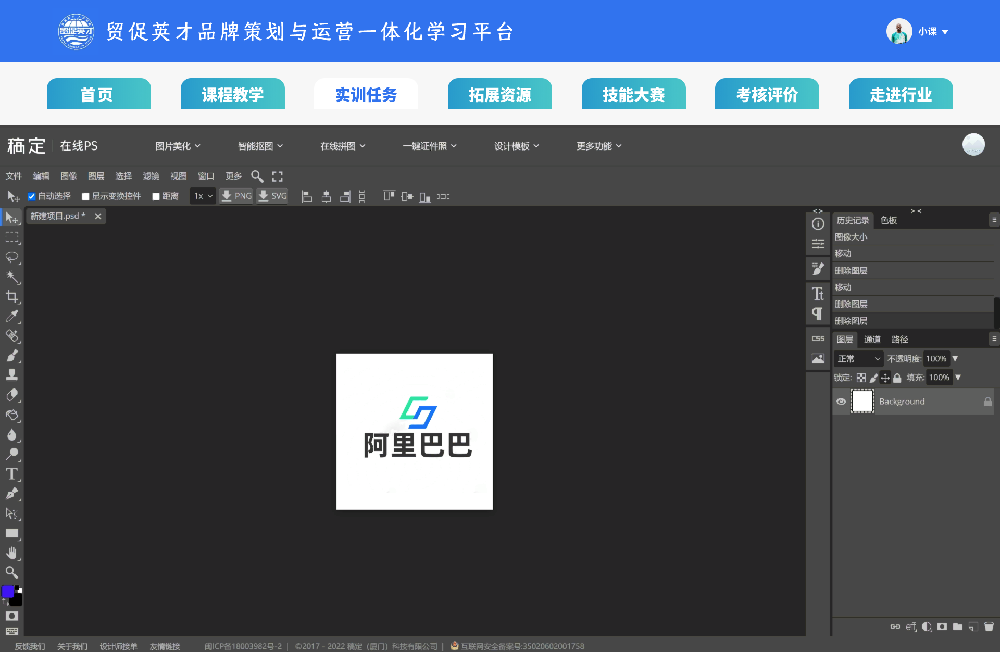 贸促英才
贸促英才品牌策划与运营一体化学习平台
小课
首页 课程教学 实训任务 拓展资源 技能大赛 考核评价 走进行业
稿定 在线PS 图片美化 智能抠图 在线拼图 一键证件照 设计模板 更多功能
文件 编辑 图像 图层 选择 滤镜 视图 窗口 更多
自动选择 显示变换控件 距离 1x PNG SVG
新建项目.psd *
历史记录 色板
图像大小
移动
删除图层
移动
删除图层
删除图层
CSS
图层 通道 路径
正常 不透明度: 100%
锁定: 填充: 100%
Background
阿里巴巴
eff
反馈我们 关于我们 设计师接单 友情链接 闽ICP备18003982号-2 | ©2017 - 2022 稿定（厦门）科技有限公司 | 互联网安全备案号:35020602001758